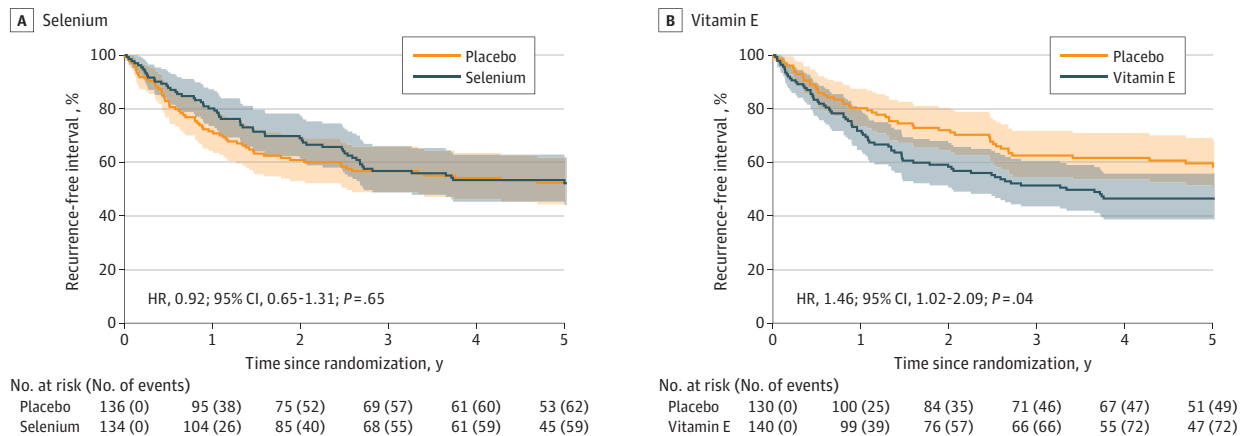 A Selenium
100
80
60
40
20
0
Recurrence-free interval , %
Placebo
Selenium
HR, 0.92; 95% CI, 0.65-1.31; P = .65
0 1 2 3 4 5
Time since randomization, y
No. at risk (No. of events)
Placebo 136 (0) 95 (38) 75 (52) 69 (57) 61 (60) 53 (62)
Selenium 134 (0) 104 (26) 85 (40) 68 (55) 61 (59) 45 (59)
B Vitamin E
100
80
60
40
20
0
Recurrence-free interval , %
Placebo
Vitamin E
HR, 1.46; 95% CI, 1.02-2.09; P = .04
0 1 2 3 4 5
Time since randomization, y
No. at risk (No. of events)
Placebo 130 (0) 100 (25) 84 (35) 71 (46) 67 (47) 51 (49)
Vitamin E 140 (0) 99 (39) 76 (57) 66 (66) 55 (72) 47 (72)